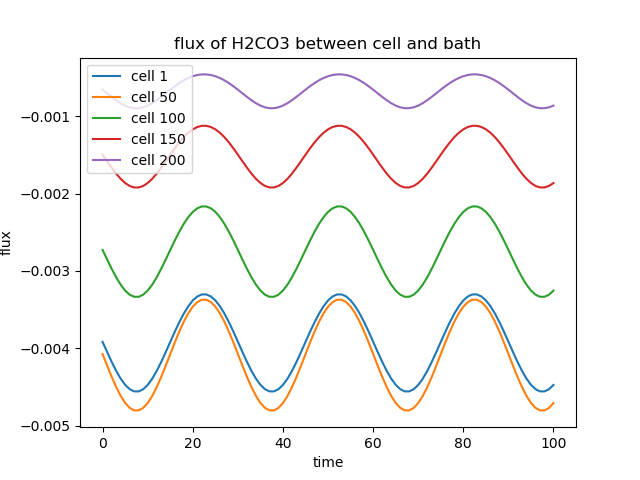 flux of H2CO3 between cell and bath
cell 1
cell 50
cell 100
cell 150
cell 200
−0.001
−0.002
−0.003
−0.004
−0.005
flux
0 20 40 60 80 100
time